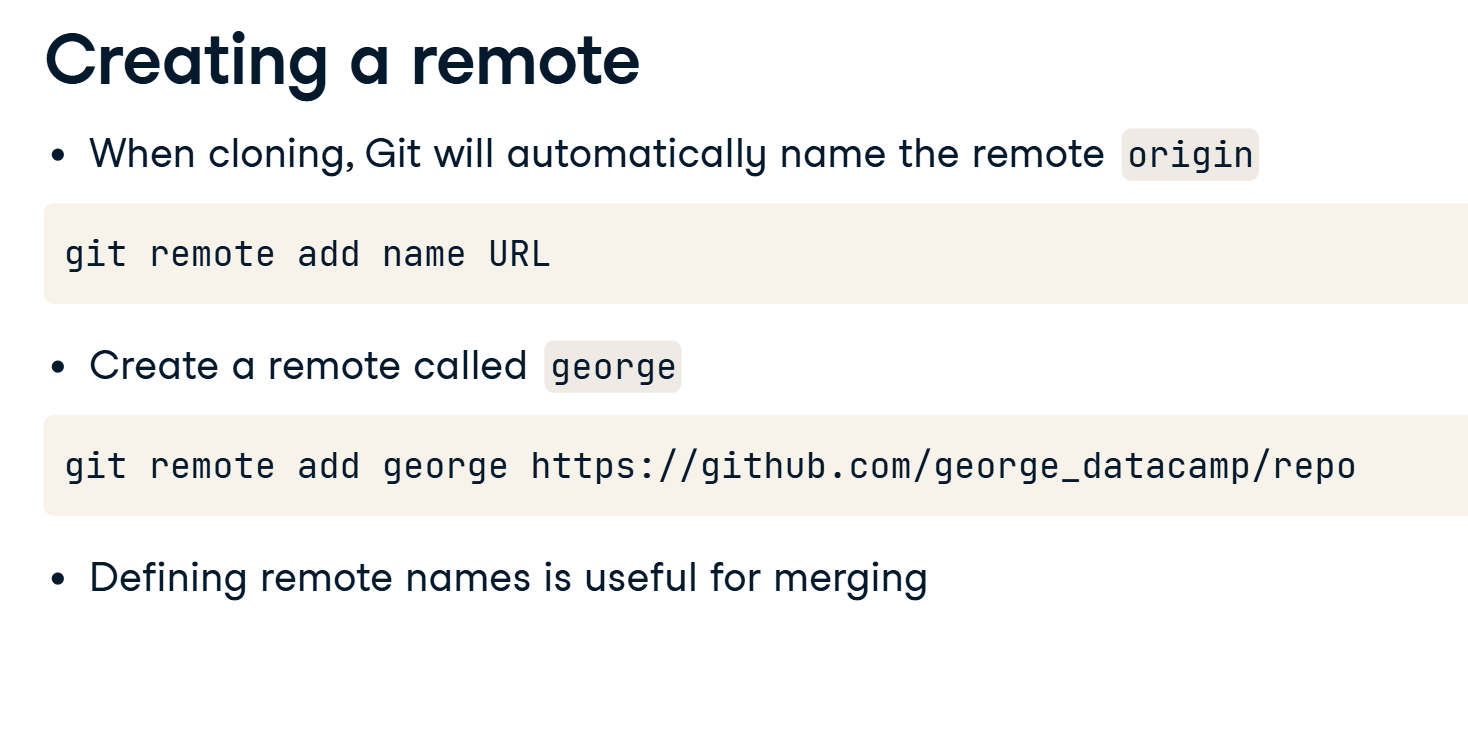 Creating a remote
• When cloning, Git will automatically name the remote origin
git remote add name URL
• Create a remote called george
git remote add george https://github.com/george_datacamp/repo
• Defining remote names is useful for merging